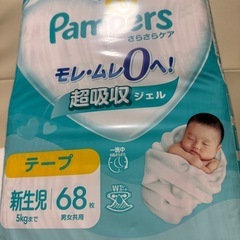 Pampers
さらさらケア
モレ・ムレ0へ!
超吸収ジェル
テープ
新生児 68枚
5kgまで 男女共用